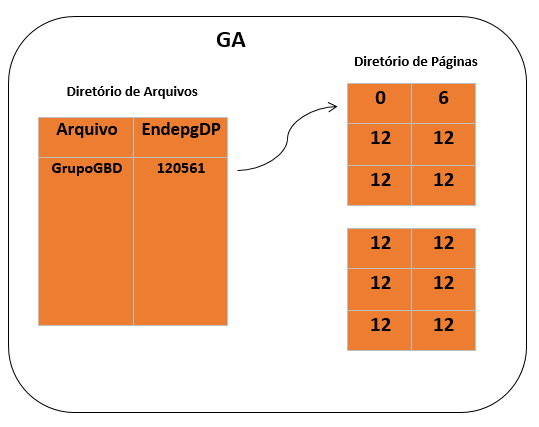 GA
Diretório de Arquivos
Arquivo EndepgDP
GrupoGBD 120561
Diretório de Páginas
0 6
12 12
12 12
12 12
12 12
12 12